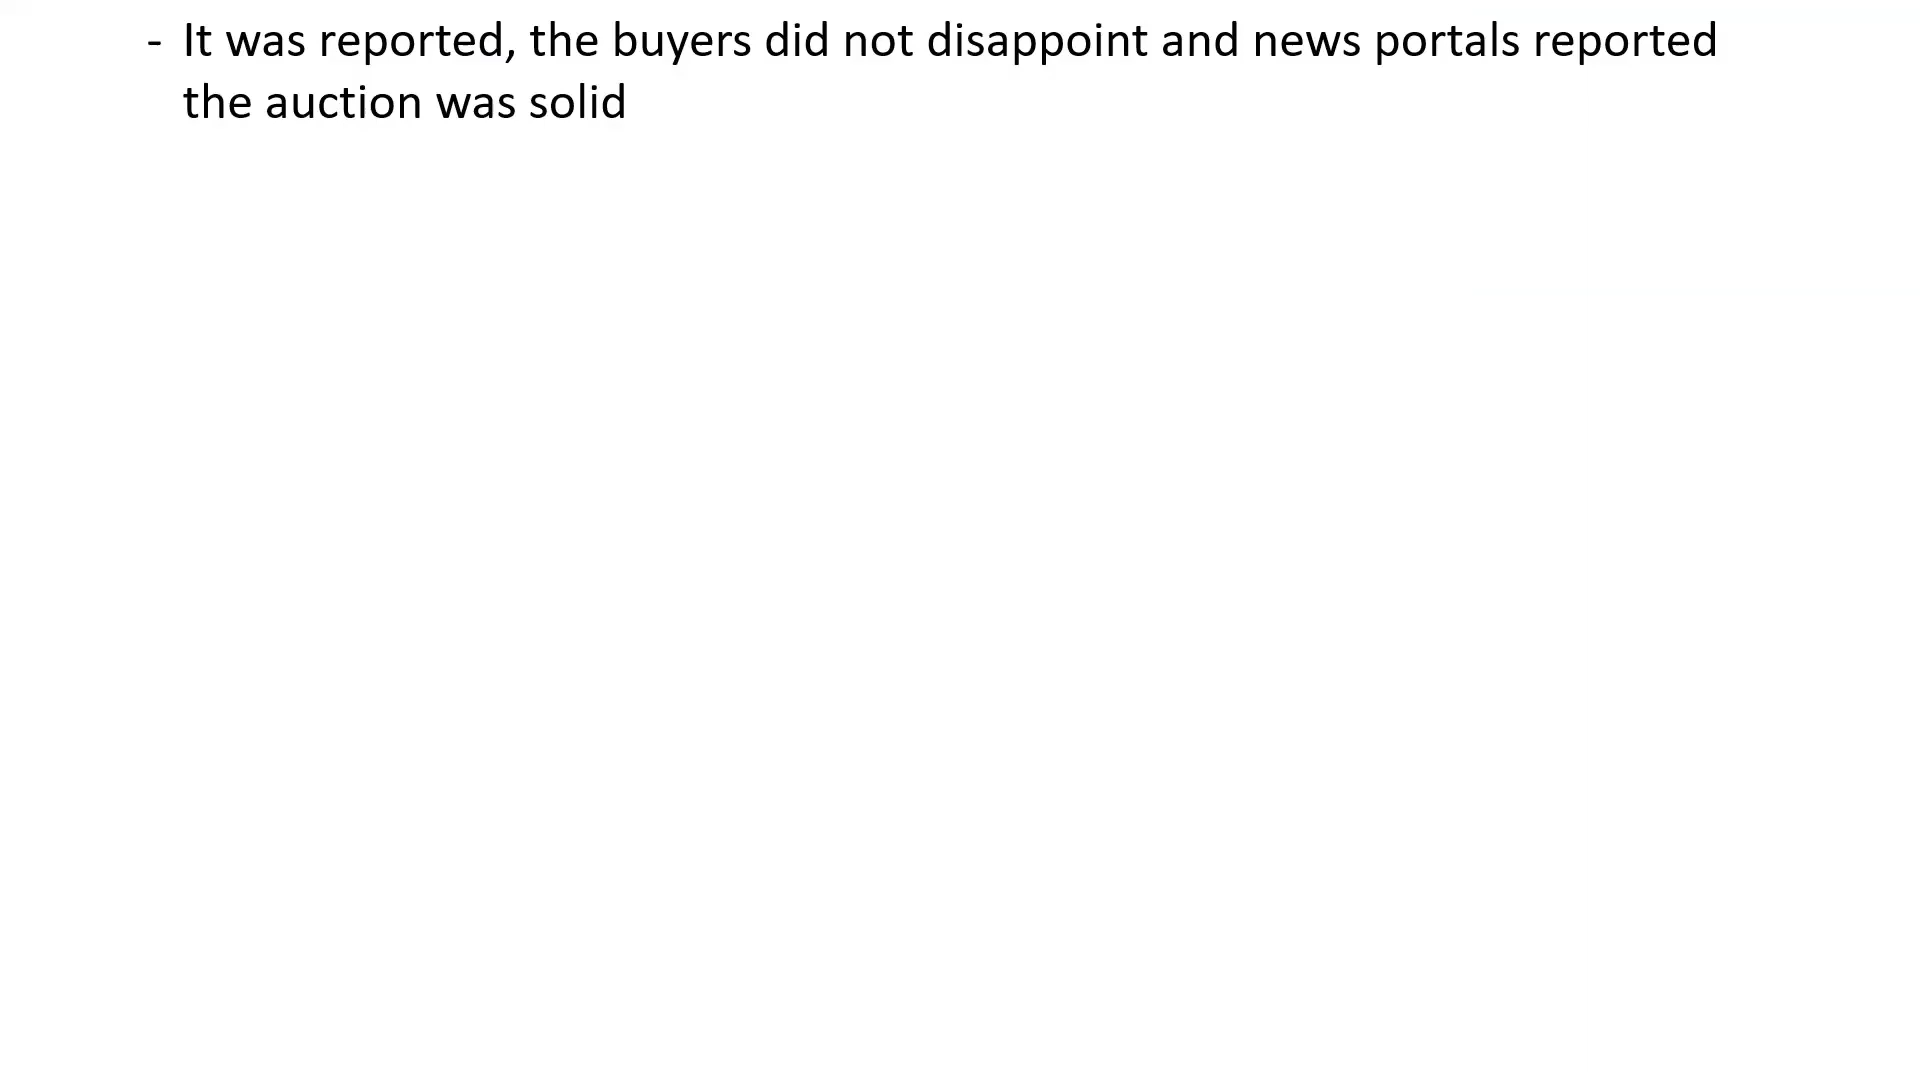 - It was reported, the buyers did not disappoint and news portals reported
the auction was solid